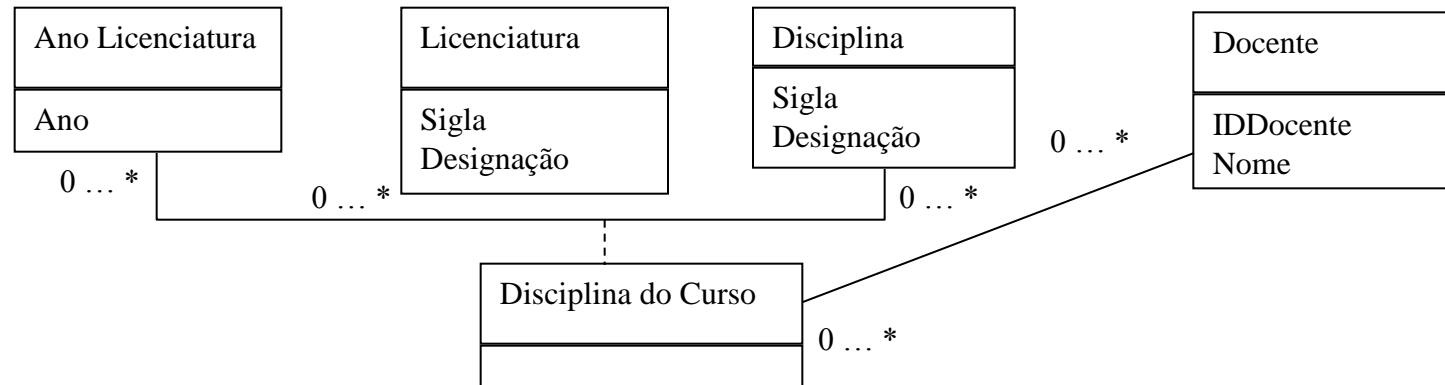 Ano Licenciatura
Ano
0 … *
Licenciatura
Sigla
Designação
0 … *
Disciplina
Sigla
Designação
0 … *
Docente
IDDocente
Nome
0 … *
Disciplina do Curso
0 … *